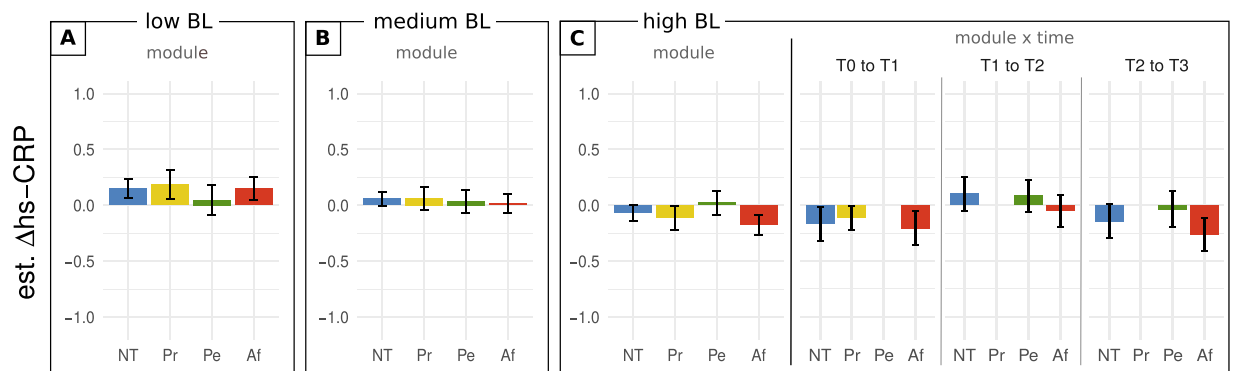 A low BL
module
1.0
0.5
0.0
−0.5
−1.0
NT Pr Pe Af
B medium BL
module
1.0
0.5
0.0
−0.5
−1.0
NT Pr Pe Af
C high BL
module
module x time
T0 to T1 T1 to T2 T2 to T3
1.0
0.5
0.0
−0.5
−1.0
NT Pr Pe Af NT Pr Pe Af NT Pr Pe Af NT Pr Pe Af
est. Δhs−CRP